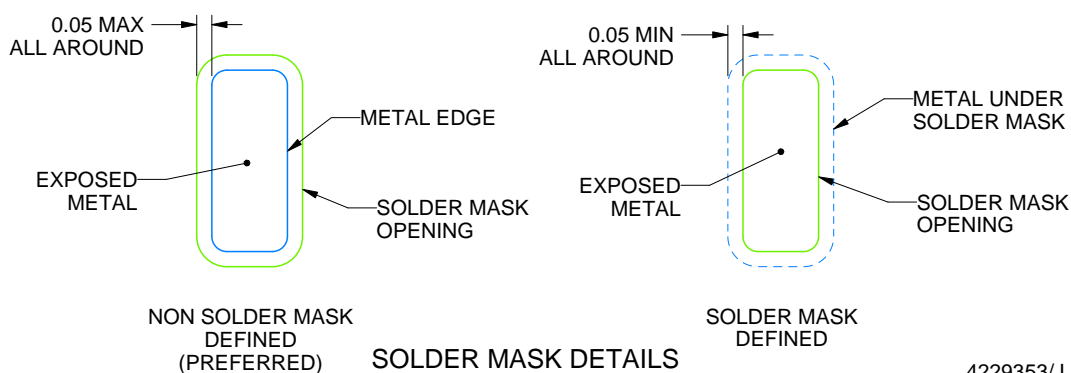 0.05 MAX
ALL AROUND
METAL EDGE
EXPOSED
METAL
SOLDER MASK
OPENING
NON SOLDER MASK
DEFINED
(PREFERRED)
0.05 MIN
ALL AROUND
METAL UNDER
SOLDER MASK
EXPOSED
METAL
SOLDER MASK
OPENING
SOLDER MASK
DEFINED
SOLDER MASK DETAILS